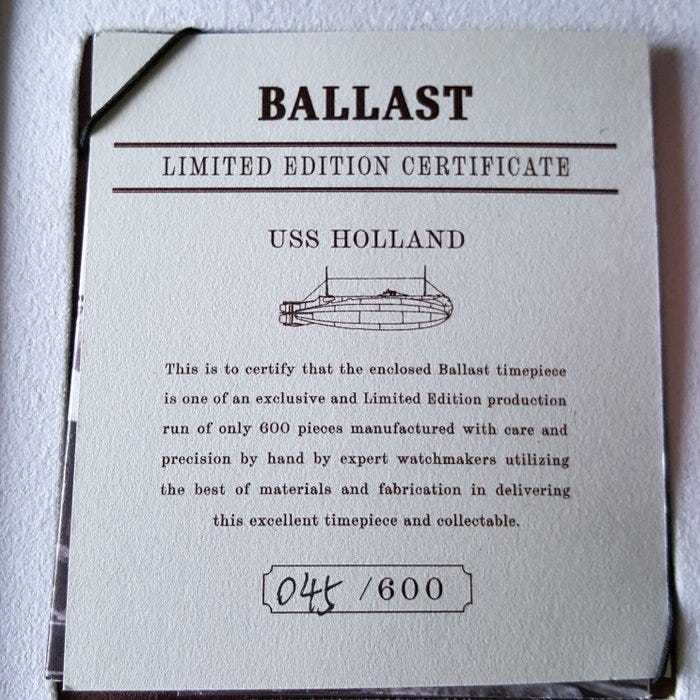 BALLAST
LIMITED EDITION CERTIFICATE
USS HOLLAND
This is to certify that the enclosed Ballast timepiece
is one of an exclusive and Limited Edition production
run of only 600 pieces manufactured with care and
precision by hand by expert watchmakers utilizing
the best of materials and fabrication in delivering
this excellent timepiece and collectable.
045 /600